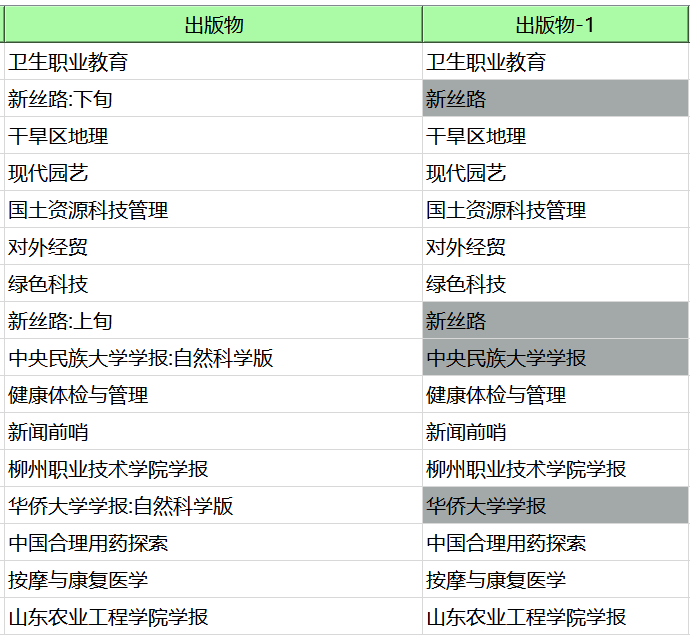 出版物 出版物-1
卫生职业教育 卫生职业教育
新丝路:下旬 新丝路
干旱区地理 干旱区地理
现代园艺 现代园艺
国土资源科技管理 国土资源科技管理
对外经贸 对外经贸
绿色科技 绿色科技
新丝路:上旬 新丝路
中央民族大学学报:自然科学版 中央民族大学学报
健康体检与管理 健康体检与管理
新闻前哨 新闻前哨
柳州职业技术学院学报 柳州职业技术学院学报
华侨大学学报:自然科学版 华侨大学学报
中国合理用药探索 中国合理用药探索
按摩与康复医学 按摩与康复医学
山东农业工程学院学报 山东农业工程学院学报